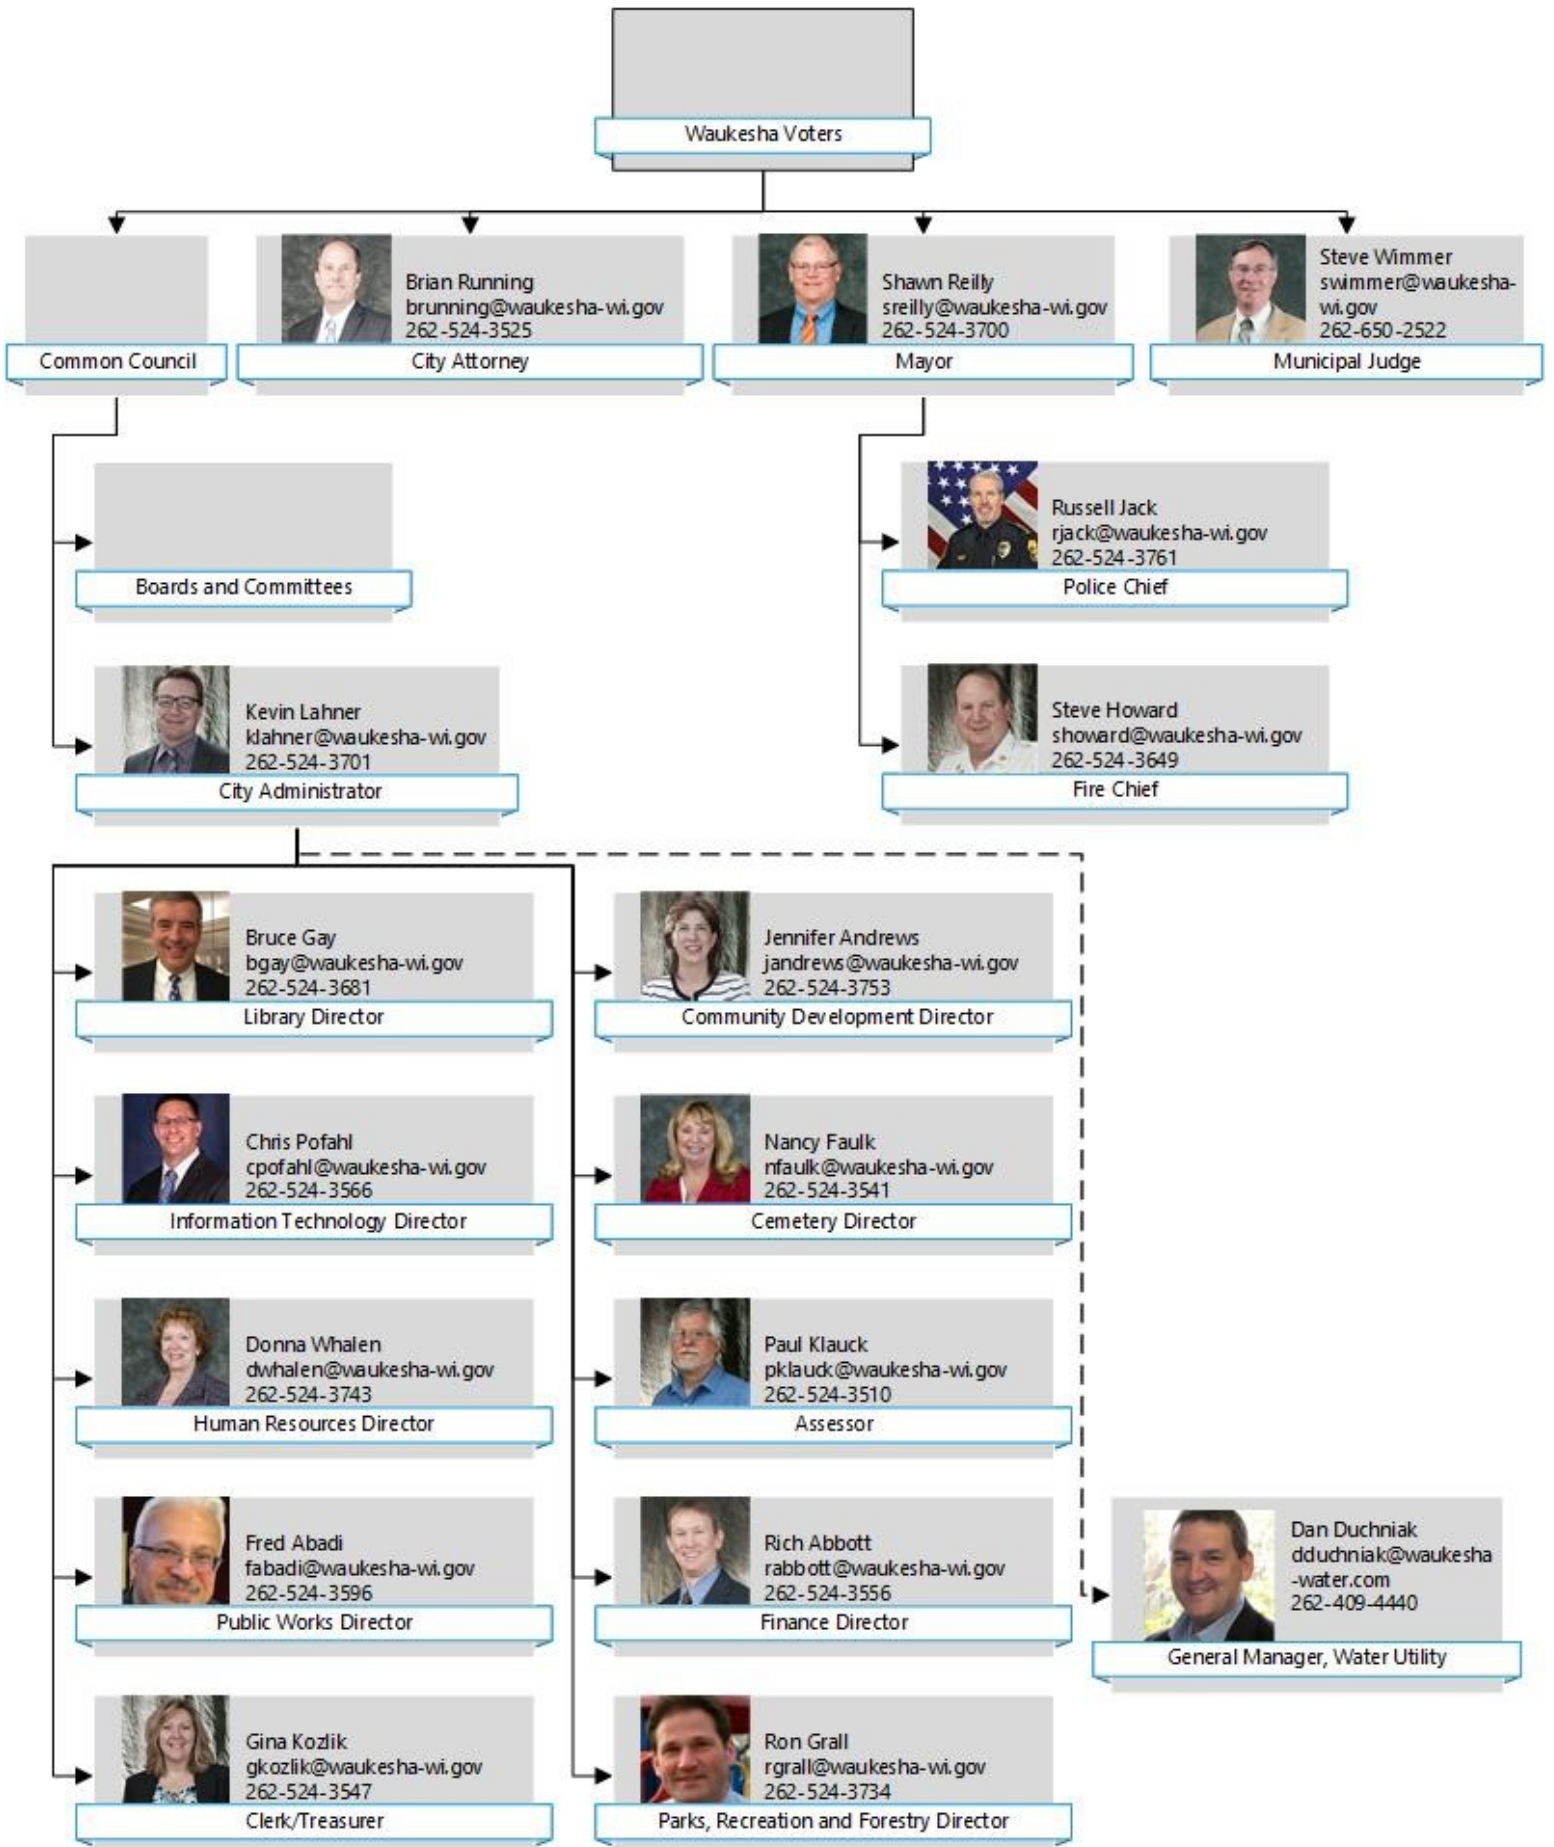 Waukesha Voters
Common Council
Brian Running
brunning@waukesha-wi.gov
262-524-3525
City Attorney
Shawn Reilly
sreilly@waukesha-wi.gov
262-524-3700
Mayor
Steve Wimmer
swimmer@waukesha-
wi.gov
262-650-2522
Municipal Judge
Boards and Committees
Russell Jack
rjack@waukesha-wi.gov
262-524-3761
Police Chief
Kevin Lahner
klahner@waukesha-wi.gov
262-524-3701
City Administrator
Steve Howard
showard@waukesha-wi.gov
262-524-3649
Fire Chief
Bruce Gay
bgay@waukesha-wi.gov
262-524-3681
Library Director
Jennifer Andrews
jandrews@waukesha-wi.gov
262-524-3753
Community Development Director
Chris Pofahl
cpofahl@waukesha-wi.gov
262-524-3566
Information Technology Director
Nancy Faulk
nfaulk@waukesha-wi.gov
262-524-3541
Cemetery Director
Donna Whalen
dwhalen@waukesha-wi.gov
262-524-3743
Human Resources Director
Paul Klauck
pklauck@waukesha-wi.gov
262-524-3510
Assessor
Fred Abadi
fabadi@waukesha-wi.gov
262-524-3596
Public Works Director
Rich Abbott
rabbott@waukesha-wi.gov
262-524-3556
Finance Director
Dan Duchniak
dduchniak@waukesha
-water.com
262-409-4440
General Manager, Water Utility
Gina Kozlik
gkozlik@waukesha-wi.gov
262-524-3547
Clerk/Treasurer
Ron Grall
rgrall@waukesha-wi.gov
262-524-3734
Parks, Recreation and Forestry Director